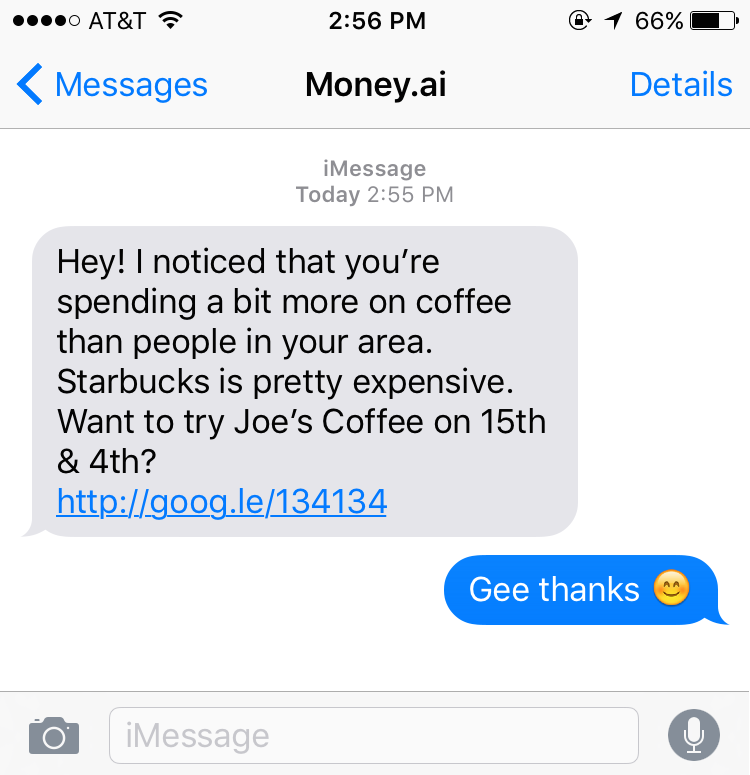 AT&T 2:56 PM 66%
Messages Money.ai Details
iMessage
Today 2:55 PM
Hey! I noticed that you’re
spending a bit more on coffee
than people in your area.
Starbucks is pretty expensive.
Want to try Joe’s Coffee on 15th
& 4th?
http://goog.le/134134
Gee thanks 😊
iMessage